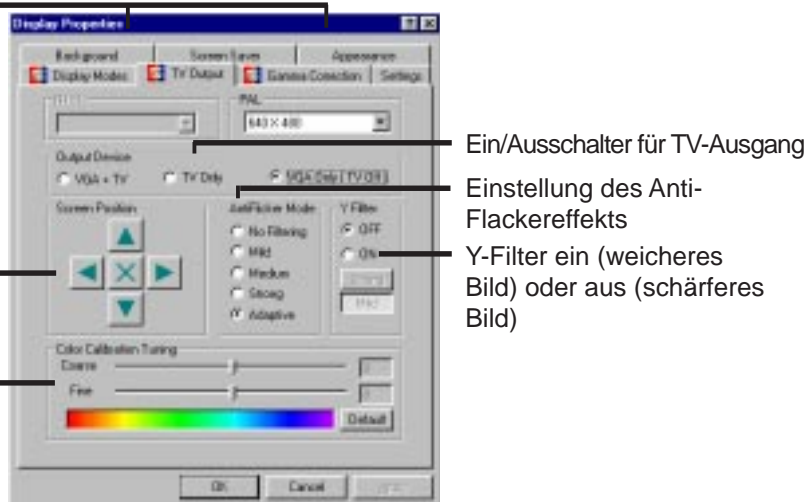 Display Properties
Background Screen Saver Appearance
Display Modes TV Output Gamma Correction Settings
PAL
640 × 480
Output Device
VGA + TV TV Only VGA Only (TV Off)
Screen Position AntiFlicker Mode Y Filter
No Filtering OFF
Mild ON
Medium
Strong
Adaptive
Mild
Color Calibration Tuning
Coarse
Fine
Default
OK Cancel
Ein/Ausschalter für TV-Ausgang
Einstellung des Anti-
Flackereffekts
Y-Filter ein (weicheres
Bild) oder aus (schärferes
Bild)